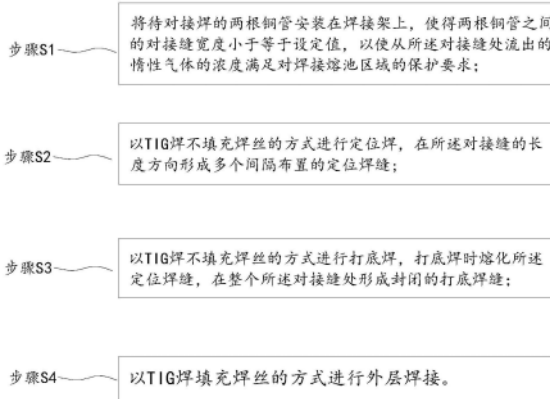 步骤S1
将待对接焊的两根铜管安装在焊接架上，使得两根铜管之间
的对接缝宽度小于等于设定值，以使从所述对接缝处流出的
惰性气体的浓度满足对焊接熔池区域的保护要求；
步骤S2
以TIG焊不填充焊丝的方式进行定位焊，在所述对接缝的长
度方向形成多个间隔布置的定位焊缝；
步骤S3
以TIG焊不填充焊丝的方式进行打底焊，打底焊时熔化所述
定位焊缝，在整个所述对接缝处形成封闭的打底焊缝；
步骤S4
以TIG焊填充焊丝的方式进行外层焊接。